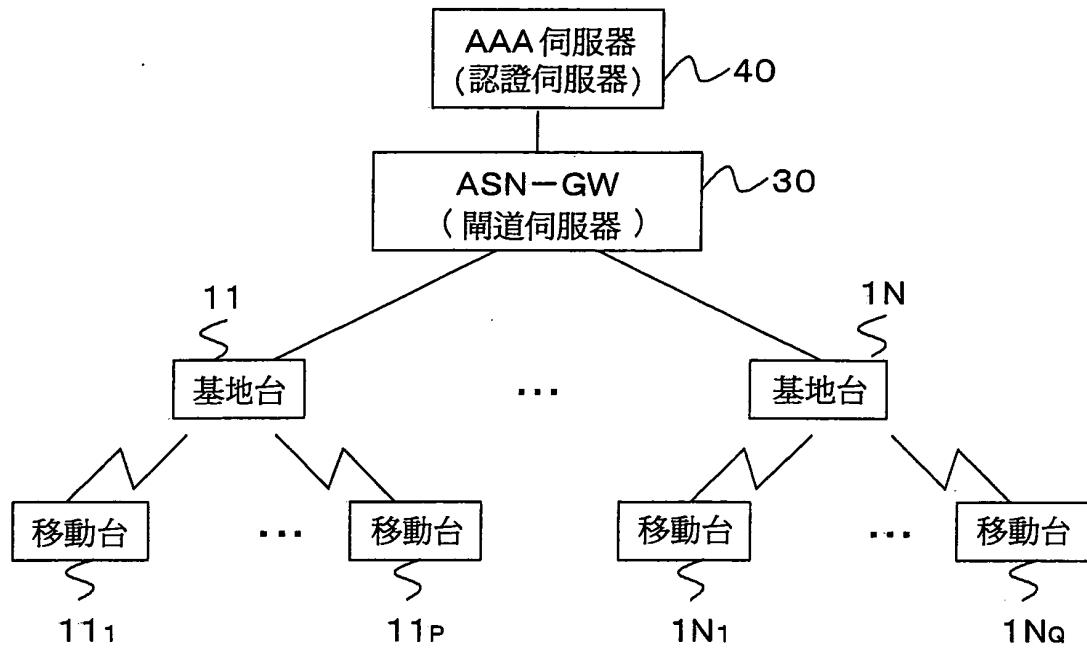 AAA 伺服器
(認證伺服器)
40
ASN-GW
(閘道伺服器)
30
11
1N
基地台
...
基地台
移動台
...
移動台
移動台
...
移動台
11₁
11P
1N₁
1NQ